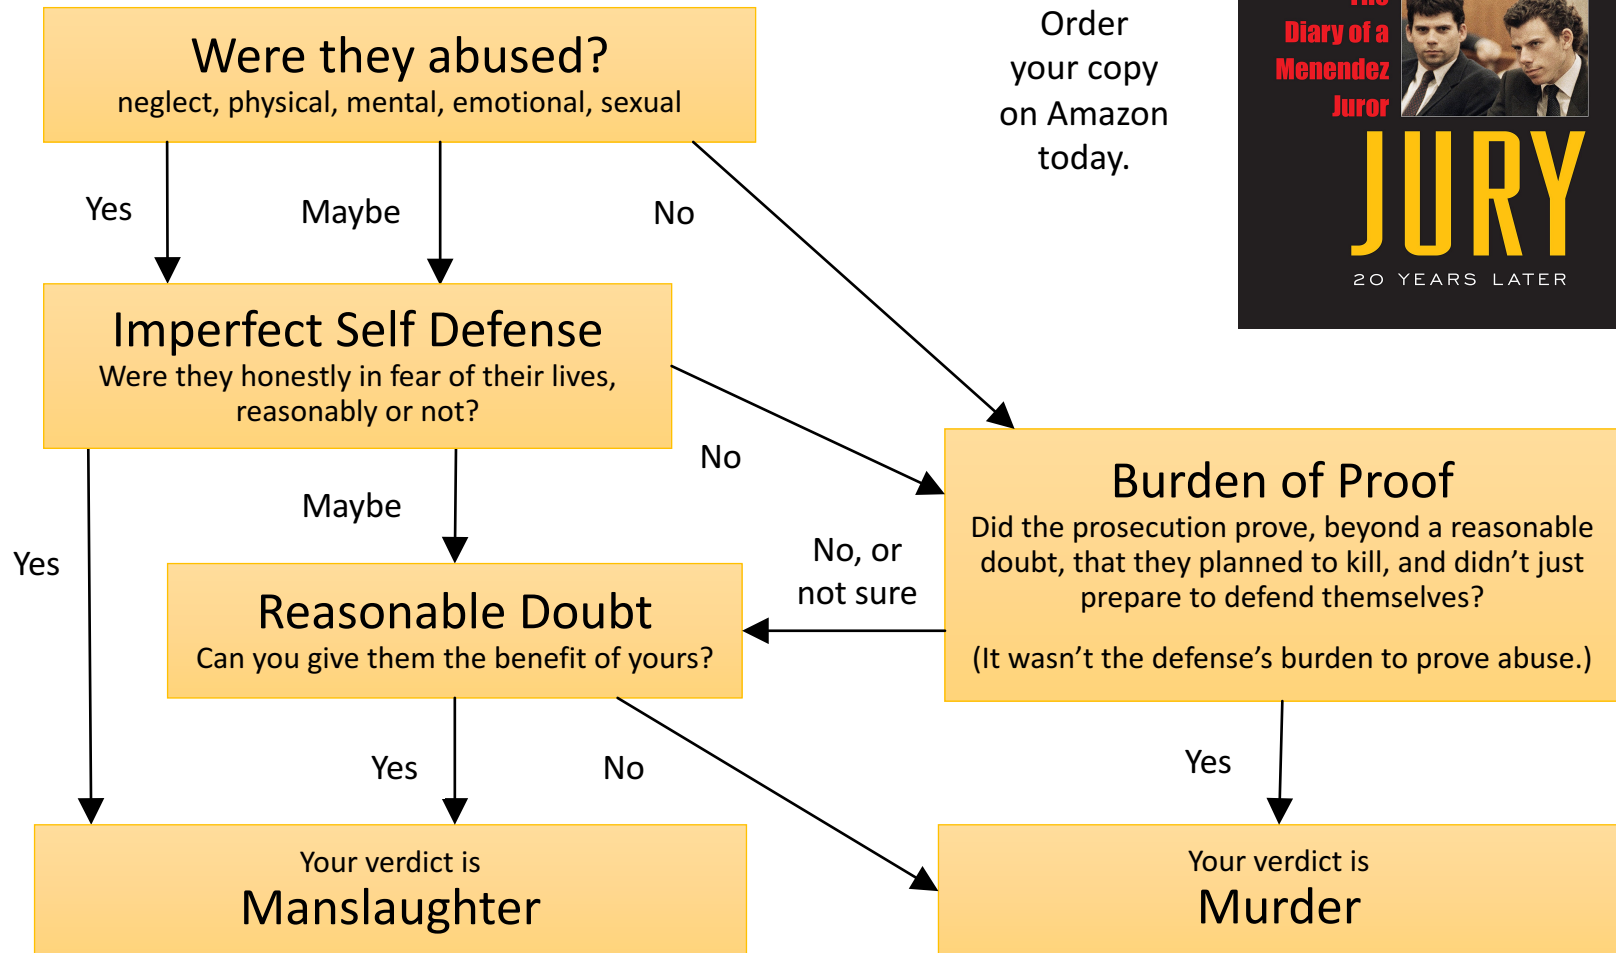 Were they abused?
neglect, physical, mental, emotional, sexual
Order
your copy
on Amazon
today.
Diary of a
Menendez
Juror
JURY
20 YEARS LATER
Yes
Maybe
No
Imperfect Self Defense
Were they honestly in fear of their lives,
reasonably or not?
No
Maybe
Yes
Burden of Proof
Did the prosecution prove, beyond a reasonable
doubt, that they planned to kill, and didn’t just
prepare to defend themselves?
(It wasn’t the defense’s burden to prove abuse.)
No, or
not sure
Reasonable Doubt
Can you give them the benefit of yours?
Yes
No
Yes
Your verdict is
Manslaughter
Your verdict is
Murder